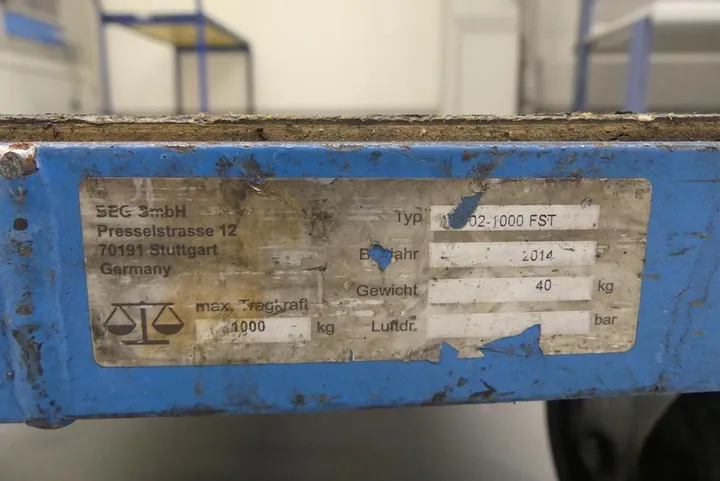 GmbH
Presselstrasse 12
70191 Stuttgart
Germany
max. Tragkraft
1000 kg
Typ 02-1000 FST
Baujahr 2014
Gewicht 40 kg
Luftdr. bar